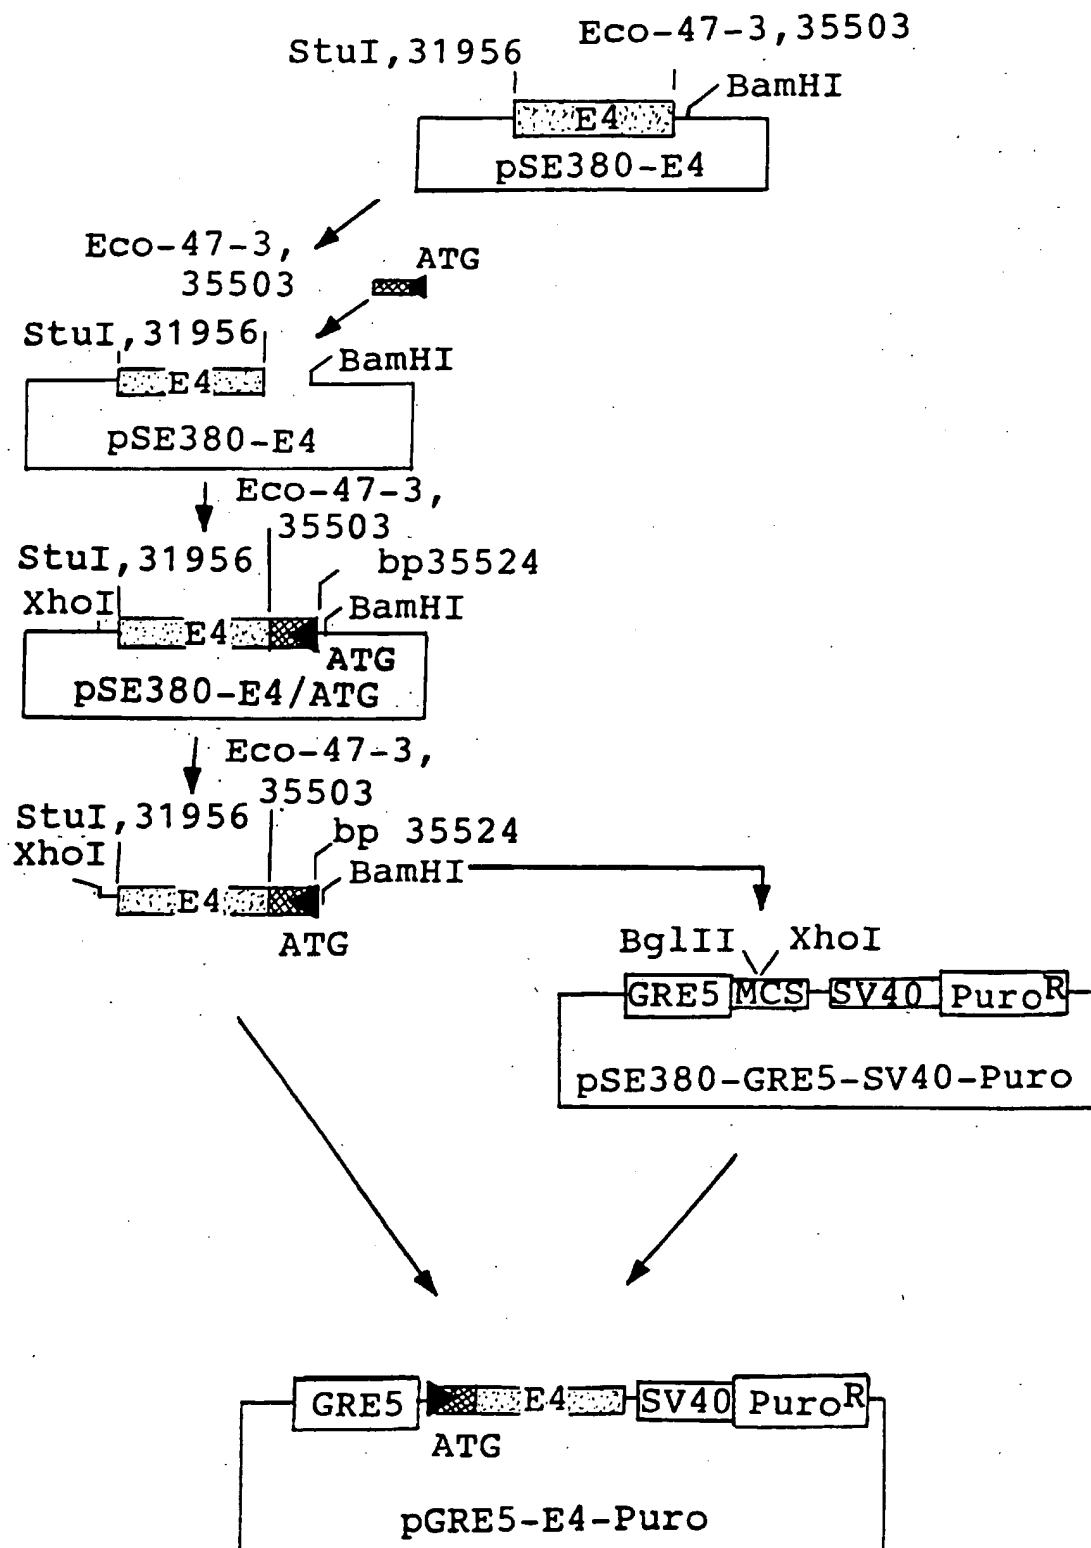 StuI,31956
Eco-47-3,35503
BamHI
E4
pSE380-E4
Eco-47-3,
35503
ATG
StuI,31956
BamHI
E4
pSE380-E4
Eco-47-3,
35503
StuI,31956
bp35524
XhoI
BamHI
E4
ATG
pSE380-E4/ATG
Eco-47-3,
35503
StuI,31956
bp 35524
XhoI
BamHI
E4
ATG
BglII
XhoI
GRE5
MCS
SV40
PuroR
pSE380-GRE5-SV40-Puro
GRE5
E4
SV40
PuroR
ATG
pGRE5-E4-Puro